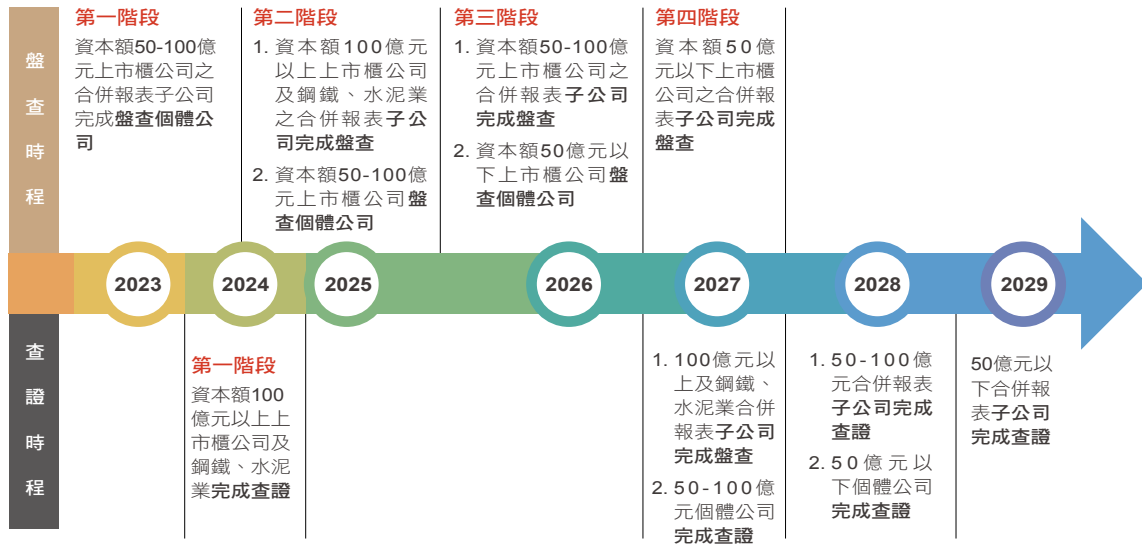 盤查時程
第一階段
資本額50-100億
元上市櫃公司之
合併報表子公司
完成盤查個體公
司
第二階段
1. 資本額100億元
以上上市櫃公司
及鋼鐵、水泥業
之合併報表子公
司完成盤查
2. 資本額50-100億
元上市櫃公司盤
查個體公司
第三階段
1. 資本額50-100億
元上市櫃公司之
合併報表子公司
完成盤查
2. 資本額50億元以
下上市櫃公司盤
查個體公司
第四階段
資本額50億
元以下上市櫃
公司之合併報
表子公司完成
盤查
2023
2024
2025
2026
2027
2028
2029
查證時程
第一階段
資本額100
億元以上上
市櫃公司及
鋼鐵、水泥
業完成查證
1. 100億元以
上及鋼鐵、
水泥業合併
報表子公司
完成盤查
2. 50-100億
元個體公司
完成查證
1. 50-100億
元合併報表
子公司完成
查證
2. 50億元以
下個體公司
完成查證
50億元以
下合併報
表子公司
完成查證